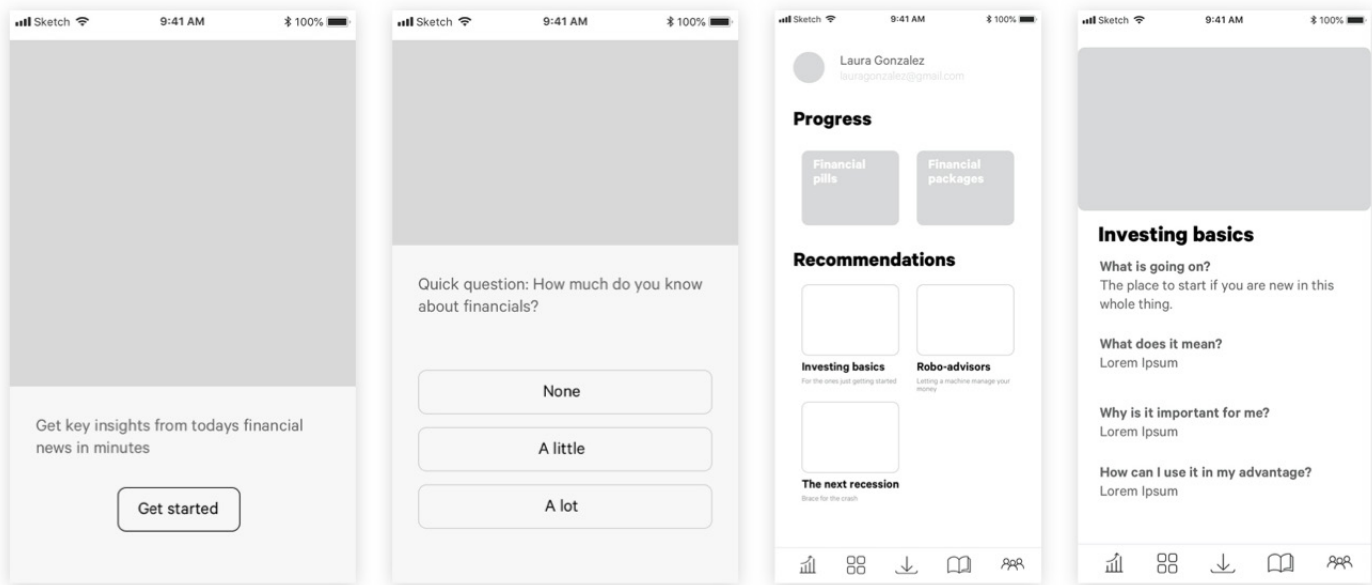 Sketch 9:41 AM 100%
Get key insights from todays financial
news in minutes
Get started
Sketch 9:41 AM 100%
Quick question: How much do you know
about financials?
None
A little
A lot
Sketch 9:41 AM 100%
Laura Gonzalez
lauragonzalez@gmail.com
Progress
Financial
pills
Financial
packages
Recommendations
Investing basics
For the ones just getting started
Robo-advisors
Letting a machine manage your
money
The next recession
Brace for the crash
Sketch 9:41 AM 100%
Investing basics
What is going on?
The place to start if you are new in this
whole thing.
What does it mean?
Lorem Ipsum
Why is it important for me?
Lorem Ipsum
How can I use it in my advantage?
Lorem Ipsum